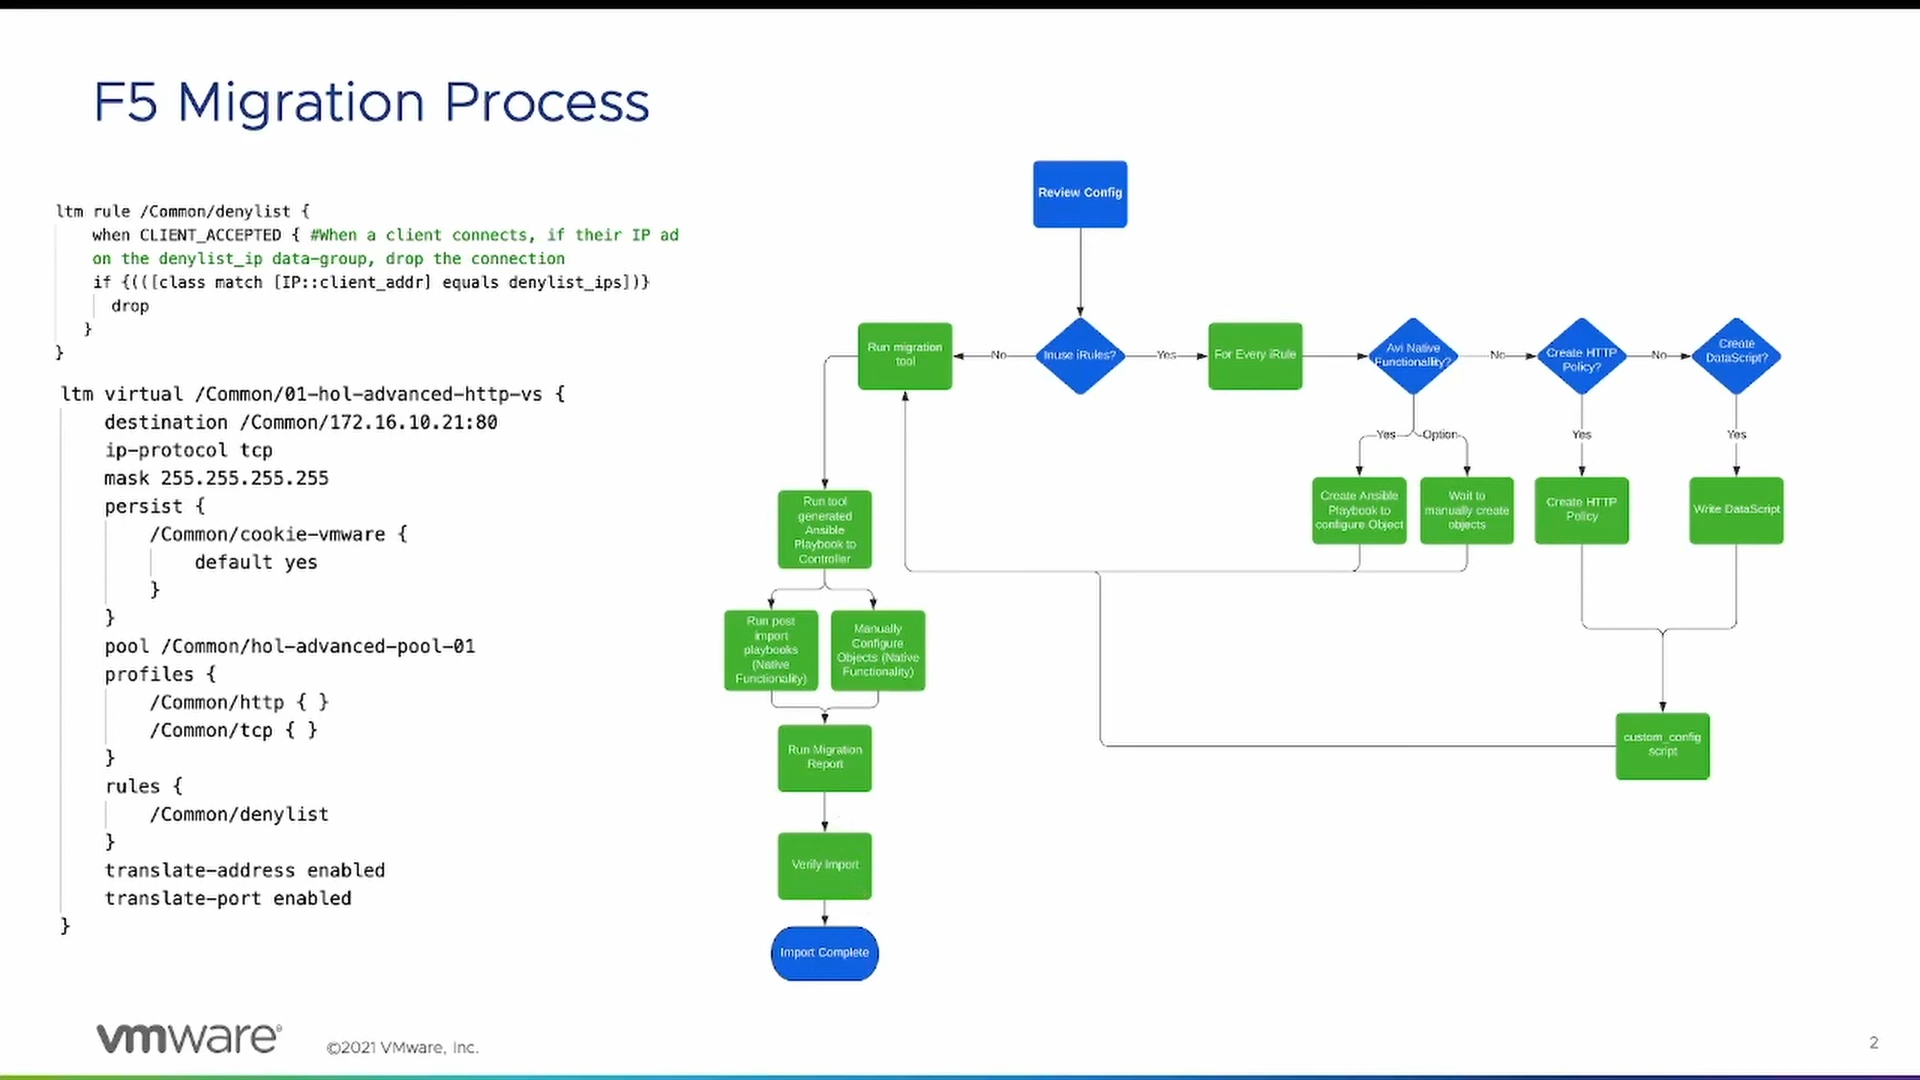 F5 Migration Process
ltm rule /Common/denylist {
when CLIENT_ACCEPTED { #When a client connects, if their IP ad
on the denylist_ip data-group, drop the connection
if {(([class match [IP::client_addr] equals denylist_ips])}
drop
}
}
ltm virtual /Common/01-hol-advanced-http-vs {
destination /Common/172.16.10.21:80
ip-protocol tcp
mask 255.255.255.255
persist {
/Common/cookie-vmware {
default yes
}
}
pool /Common/hol-advanced-pool-01
profiles {
/Common/http { }
/Common/tcp { }
}
rules {
/Common/denylist
}
translate-address enabled
translate-port enabled
}
Review Config
Run migration
tool
No
Inuse iRules?
Yes
For Every iRule
Avi Native
Functionallity?
No
Create HTTP
Policy?
No
Create
DataScript?
Yes
Option
Yes
Yes
Create Ansible
Playbook to
configure Object
Wait to
manually create
objects
Create HTTP
Policy
Write DataScript
Run tool
generated
Ansible
Playbook to
Controller
Run post
import
playbooks
(Native
Functionality)
Manually
Configure
Objects (Native
Functionality)
custom_config
script
Run Migration
Report
Verify Import
Import Complete
vmware®
©2021 VMware, Inc.
2